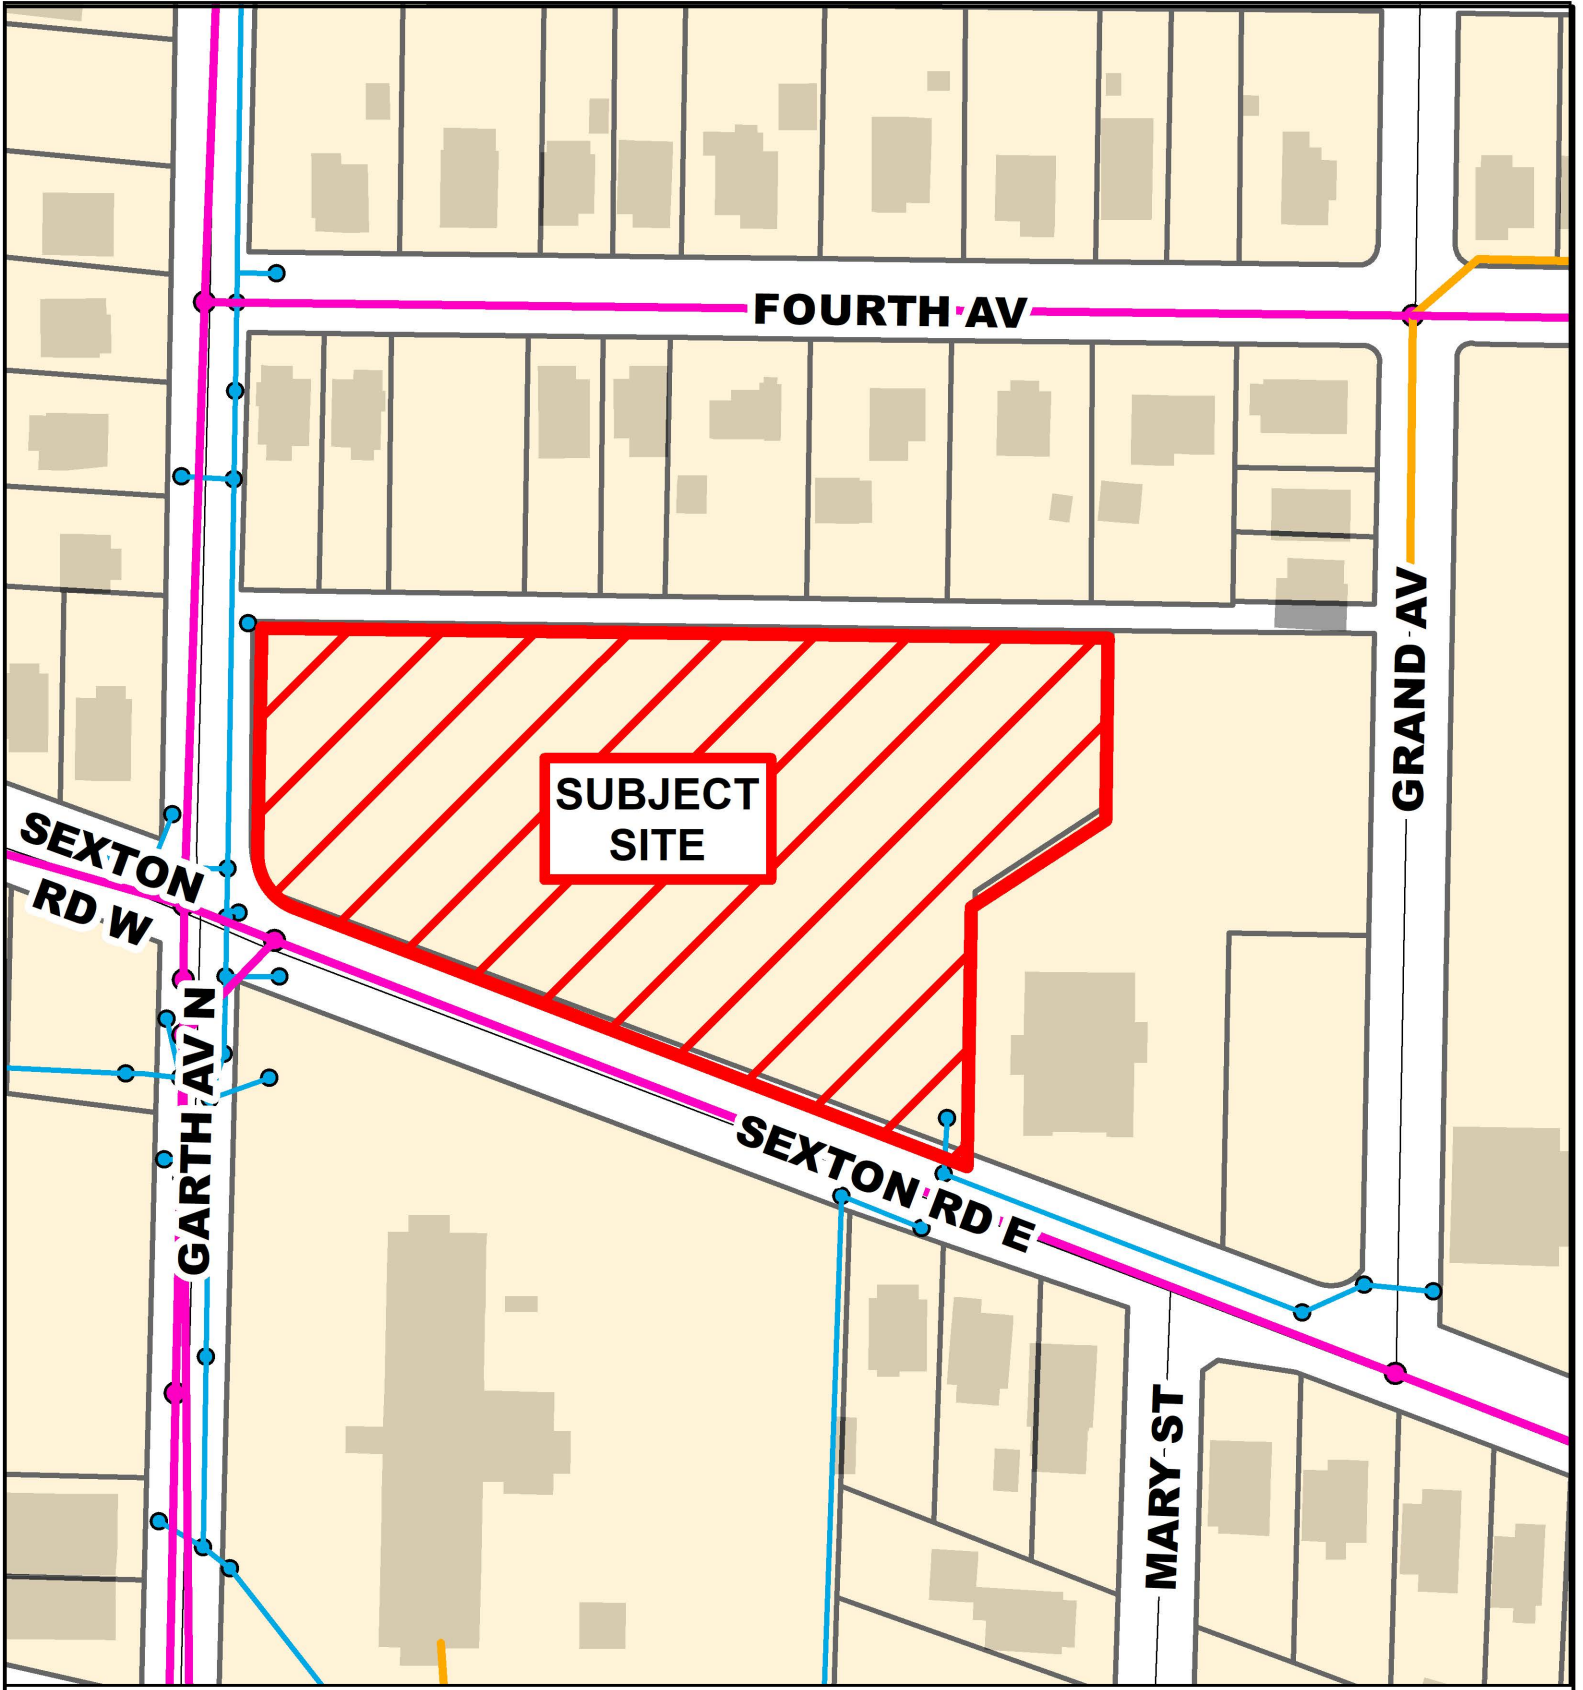 FOURTH AV
GRAND AV
SUBJECT
SITE
SEXTON
RD W
GARTH AV N
SEXTON RD E
MARY ST